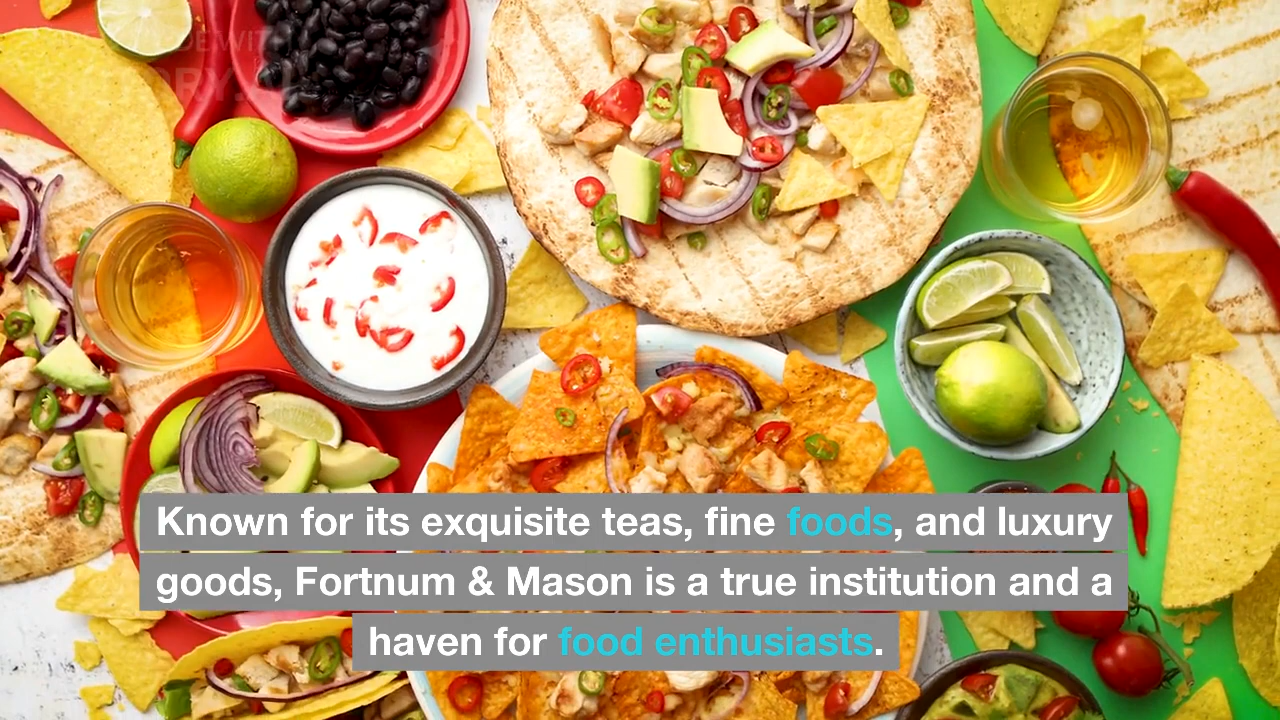 Known for its exquisite teas, fine foods, and luxury
goods, Fortnum & Mason is a true institution and a
haven for food enthusiasts.